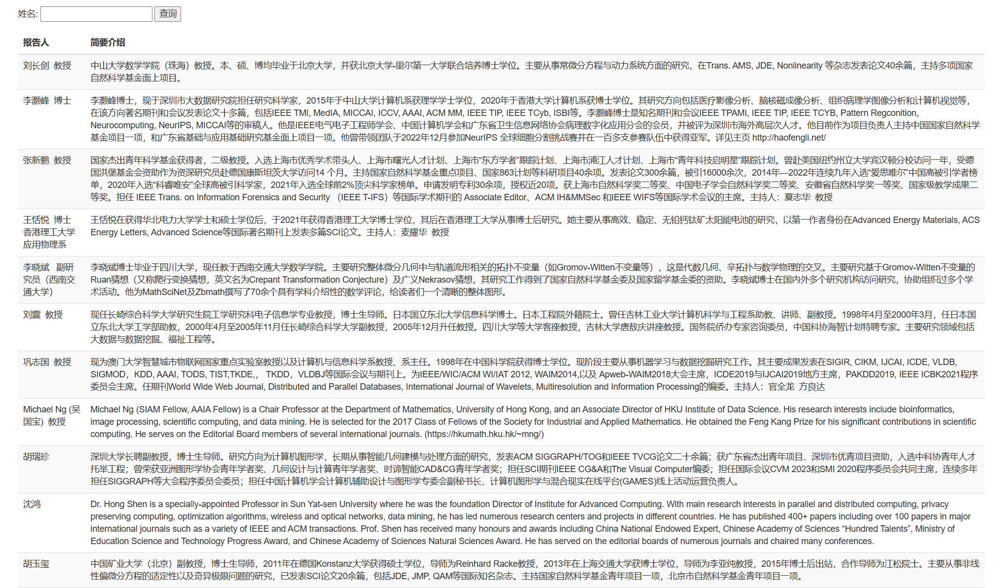 姓名: 查询
报告人 简要介绍
刘长剑 教授 中山大学数学学院（珠海）教授。本、硕、博均毕业于北京大学，并获北京大学-里尔第一大学联合培养博士学位。主要从事常微分方程与动力系统方面的研究，在Trans. AMS, JDE, Nonlinearity 等杂志发表论文40余篇，主持多项国家
自然科学基金面上项目。
李灏峰 博士 李灏峰博士，现于深圳市大数据研究院担任研究科学家，2015年于中山大学计算机系获理学学士学位，2020年于香港大学计算机系获博士学位。其研究方向包括医疗影像分析、脑核磁成像分析、组织病理学图像分析和计算机视觉等，
在该方向著名期刊和会议发表论文十多篇，包括IEEE TMI, MedIA, MICCAI, ICCV, AAAI, ACM MM, IEEE TIP, IEEE TCyb, ISBI等。李灏峰博士是知名期刊和会议IEEE TPAMI, IEEE TIP, IEEE TCYB, Pattern Regconition,
Neurocomputing, NeurIPS, MICCAI等的审稿人。他是IEEE电气电子工程师学会、中国计算机学会和广东省卫生信息网络协会病理数字化应用分会的会员，并被评为深圳市海外高层次人才。他目前作为项目负责人主持中国国家自然科学
基金项目一项，和广东省基础与应用基础研究基金面上项目一项。他曾带领团队于2022年12月参加NeurIPS 全球细胞分割挑战赛并在一百多支参赛队伍中获得亚军。详见主页 http://haofengli.net/
张新鹏 教授 国家杰出青年科学基金获得者，二级教授。入选上海市优秀学术带头人、上海市曙光人才计划、上海市“东方学者”跟踪计划、上海市浦江人才计划、上海市“青年科技启明星”跟踪计划。曾赴美国纽约州立大学宾汉顿分校访问一年，受德
国洪堡基金会资助作为资深研究员赴德国康斯坦茨大学访问14 个月。主持国家自然科学基金重点项目、国家863计划等科研项目40余项。发表论文300余篇，被引16000余次，2014年—2022年连续九年入选“爱思唯尔”中国高被引学者榜
单，2020年入选“科睿唯安”全球高被引科学家，2021年入选全球前2%顶尖科学家榜单。申请发明专利30余项，授权近20项。获上海市自然科学奖二等奖、中国电子学会自然科学奖二等奖、安徽省自然科学奖一等奖、国家级教学成果二
等奖。担任 IEEE Trans. on Information Forensics and Security （IEEE T-IFS）等国际学术期刊的 Associate Editor、ACM IH&MMSec 和IEEE WIFS等国际学术会议的主席。主持人：夏志华 教授
王恬悦 博士 王恬悦在获得华北电力大学学士和硕士学位后，于2021年获得香港理工大学博士学位，其后在香港理工大学从事博士后研究。她主要从事高效、稳定、无铅钙钛矿太阳能电池的研究，以第一作者身份在Advanced Energy Materials, ACS
香港理工大学 Energy Letters, Advanced Science等国际著名期刊上发表多篇SCI论文。主持人：麦耀华 教授
应用物理系
李晓斌 副研 李晓斌博士毕业于四川大学，现任教于西南交通大学数学学院。主要研究整体微分几何中与轨道流形相关的拓扑不变量（如Gromov-Witten不变量等），这是代数几何、辛拓扑与数学物理的交叉。主要研究基于Gromov-Witten不变量的
究员（西南交 Ruan猜想（又称爬行变换猜想，英文名为Crepant Transformation Conjecture）及广义Nekrasov猜想，其研究工作得到了国家自然科学基金委及国家留学基金委的资助。李晓斌博士在国内外多个研究机构访问研究，协助组织过多个学
通大学） 术活动。他为MathSciNet及Zbmath撰写了70余个具有学科介绍性的数学评论，给读者们一个清晰的整体图形。
刘震 教授 现任长崎综合科学大学研究生院工学研究科电子信息学专业教授，博士生导师。日本国立东北大学信息科学博士。日本工程院外籍院士。曾任吉林工业大学计算机科学与工程系助教、讲师、副教授。1998年4月至2000年3月，任日本国
立东北大学工学部助教，2000年4月至2005年11月任长崎综合科学大学副教授，2005年12月升任教授。四川大学等大学客座教授，吉林大学唐敖庆讲座教授。国务院侨办专家咨询委员，中国科协海智计划特聘专家。主要研究领域包括
大数据与数据挖掘、福祉工程等。
巩志国 教授 现为澳门大学智慧城市物联网国家重点实验室教授以及计算机与信息科学系教授、系主任。1998年在中国科学院获得博士学位。现阶段主要从事机器学习与数据挖掘研究工作。其主要成果发表在SIGIR, CIKM, IJCAI, ICDE, VLDB,
SIGMOD，KDD, AAAI, TODS, TIST,TKDE,， TKDD，VLDBJ等国际会议与期刊上。为IEEE/WIC/ACM WI/IAT 2012, WAIM2014,以及 Apweb-WAIM2018大会主席，ICDE2019与IJCAI2019地方主席，PAKDD2019, IEEE ICBK2021程序
委员会主席。任期刊World Wide Web Journal, Distributed and Parallel Databases, International Journal of Wavelets, Multiresolution and Information Processing的编委。主持人：官全龙 方良达
Michael Ng (吴 Michael Ng (SIAM Fellow, AAIA Fellow) is a Chair Professor at the Department of Mathematics, University of Hong Kong, and an Associate Director of HKU Institute of Data Science. His research interests include bioinformatics,
国宝) 教授 image processing, scientific computing, and data mining. He is selected for the 2017 Class of Fellows of the Society for Industrial and Applied Mathematics. He obtained the Feng Kang Prize for his significant contributions in scientific
computing. He serves on the Editorial Board members of several international journals. (https://hkumath.hku.hk/~mng/)
胡瑞珍 深圳大学长聘副教授，博士生导师。研究方向为计算机图形学，长期从事智能几何建模与处理方面的研究，发表ACM SIGGRAPH/TOG和IEEE TVCG论文二十余篇；获广东省杰出青年项目、深圳市优青项目资助，入选中科协青年人才
托举工程；曾荣获亚洲图形学协会青年学者奖、几何设计与计算青年学者奖、时谛智能CAD&CG青年学者奖；担任SCI期刊IEEE CG&A和The Visual Computer编委；担任国际会议CVM 2023和SMI 2020程序委员会共同主席，连续多年
担任SIGGRAPH等大会程序委员会委员；担任中国计算机学会计算机辅助设计与图形学专委会副秘书长、计算机图形学与混合现实在线平台(GAMES)线上活动运营负责人。
沈鸿 Dr. Hong Shen is a specially-appointed Professor in Sun Yat-sen University where he was the foundation Director of Institute for Advanced Computing. With main research interests in parallel and distributed computing, privacy
preserving computing, optimization algorithms, wireless and optical networks, data mining, he has led numerous research centers and projects in different countries. He has published 400+ papers including over 100 papers in major
international journals such as a variety of IEEE and ACM transactions. Prof. Shen has received many honours and awards including China National Endowed Expert, Chinese Academy of Sciences “Hundred Talents”, Ministry of
Education Science and Technology Progress Award, and Chinese Academy of Sciences Natural Sciences Award. He has served on the editorial boards of numerous journals and chaired many conferences.
胡玉玺 中国矿业大学（北京）副教授，博士生导师，2011年在德国Konstanz大学获得硕士学位，导师为Reinhard Racke教授，2013年在上海交通大学获博士学位，导师为李亚纯教授，2015年博士后出站，合作导师为江松院士。主要从事非线
性偏微分方程的适定性以及奇异极限问题的研究，已发表SCI论文20余篇，包括JDE, JMP, QAM等国际知名杂志。主持国家自然科学基金青年项目一项，北京市自然科学基金青年项目一项。